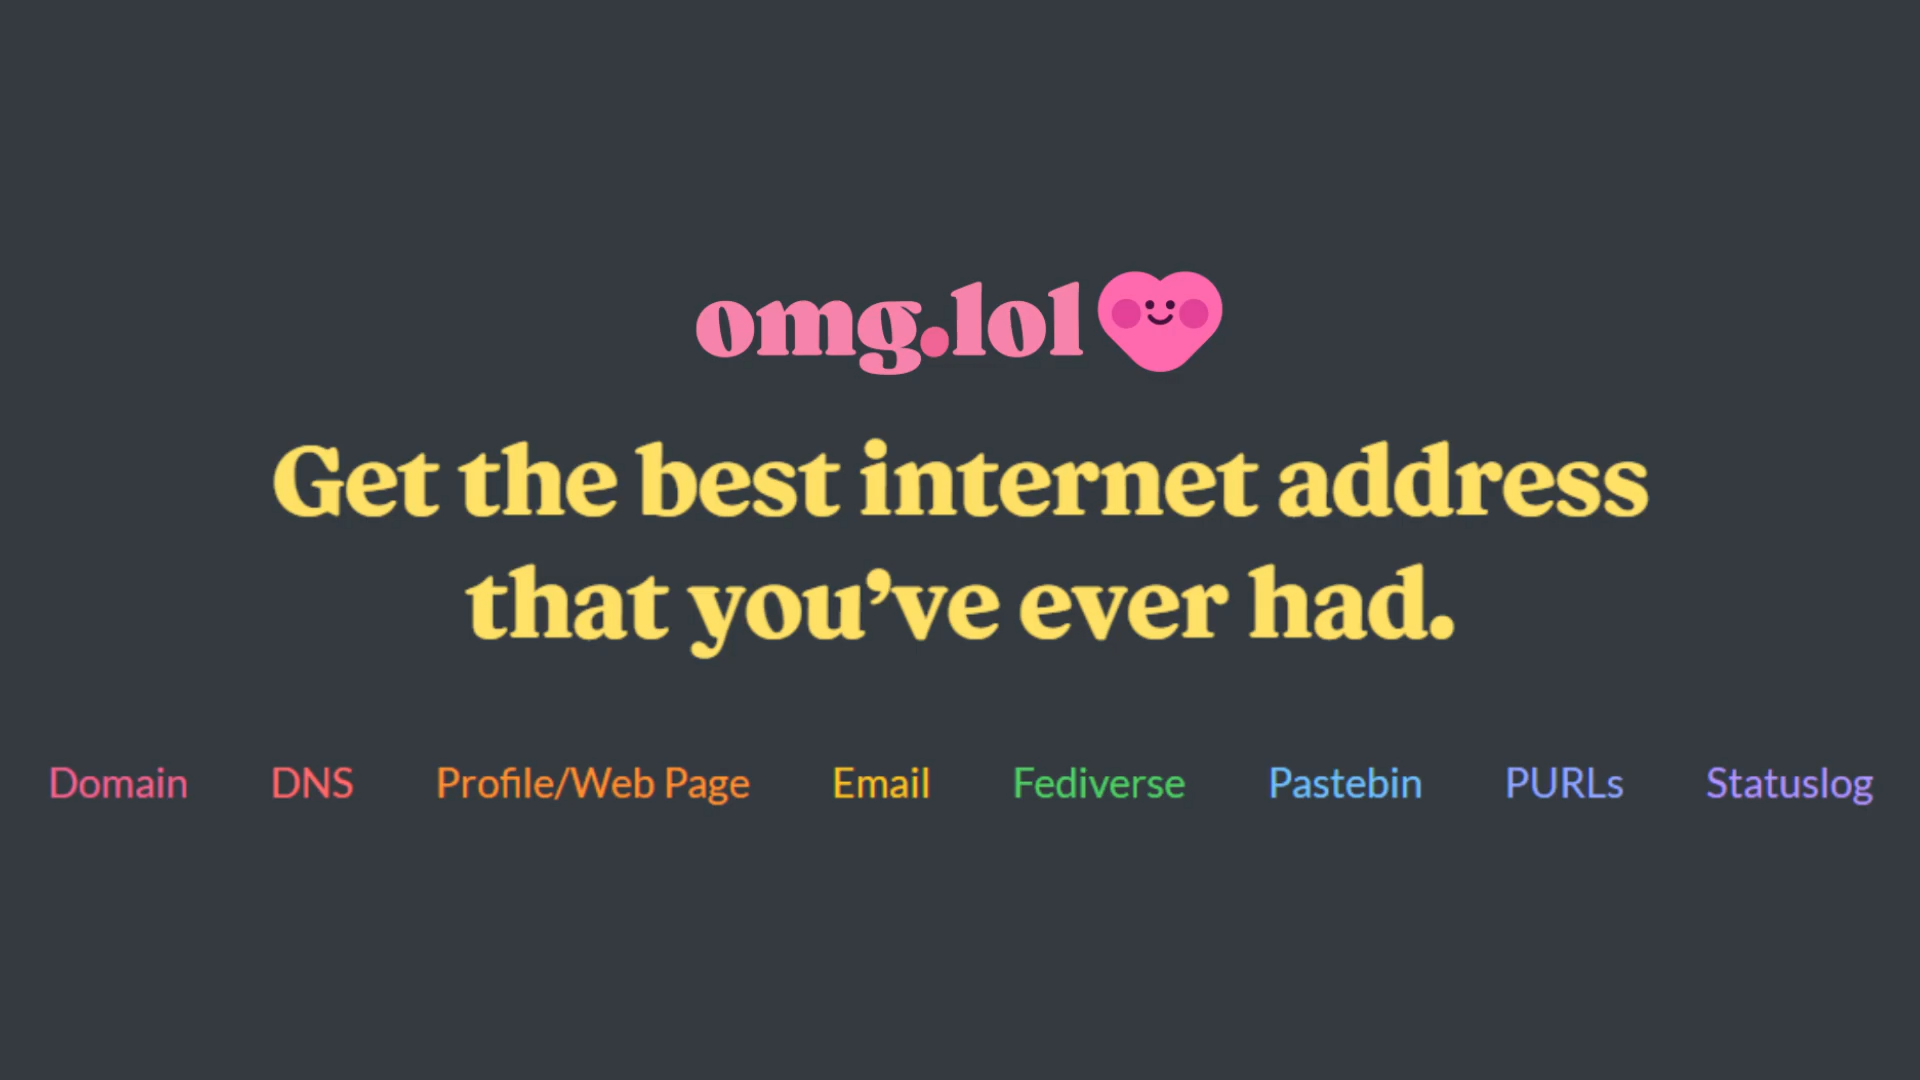 omg.lol
Get the best internet address
that you’ve ever had.
Domain DNS Profile/Web Page Email Fediverse Pastebin PURLs Statuslog